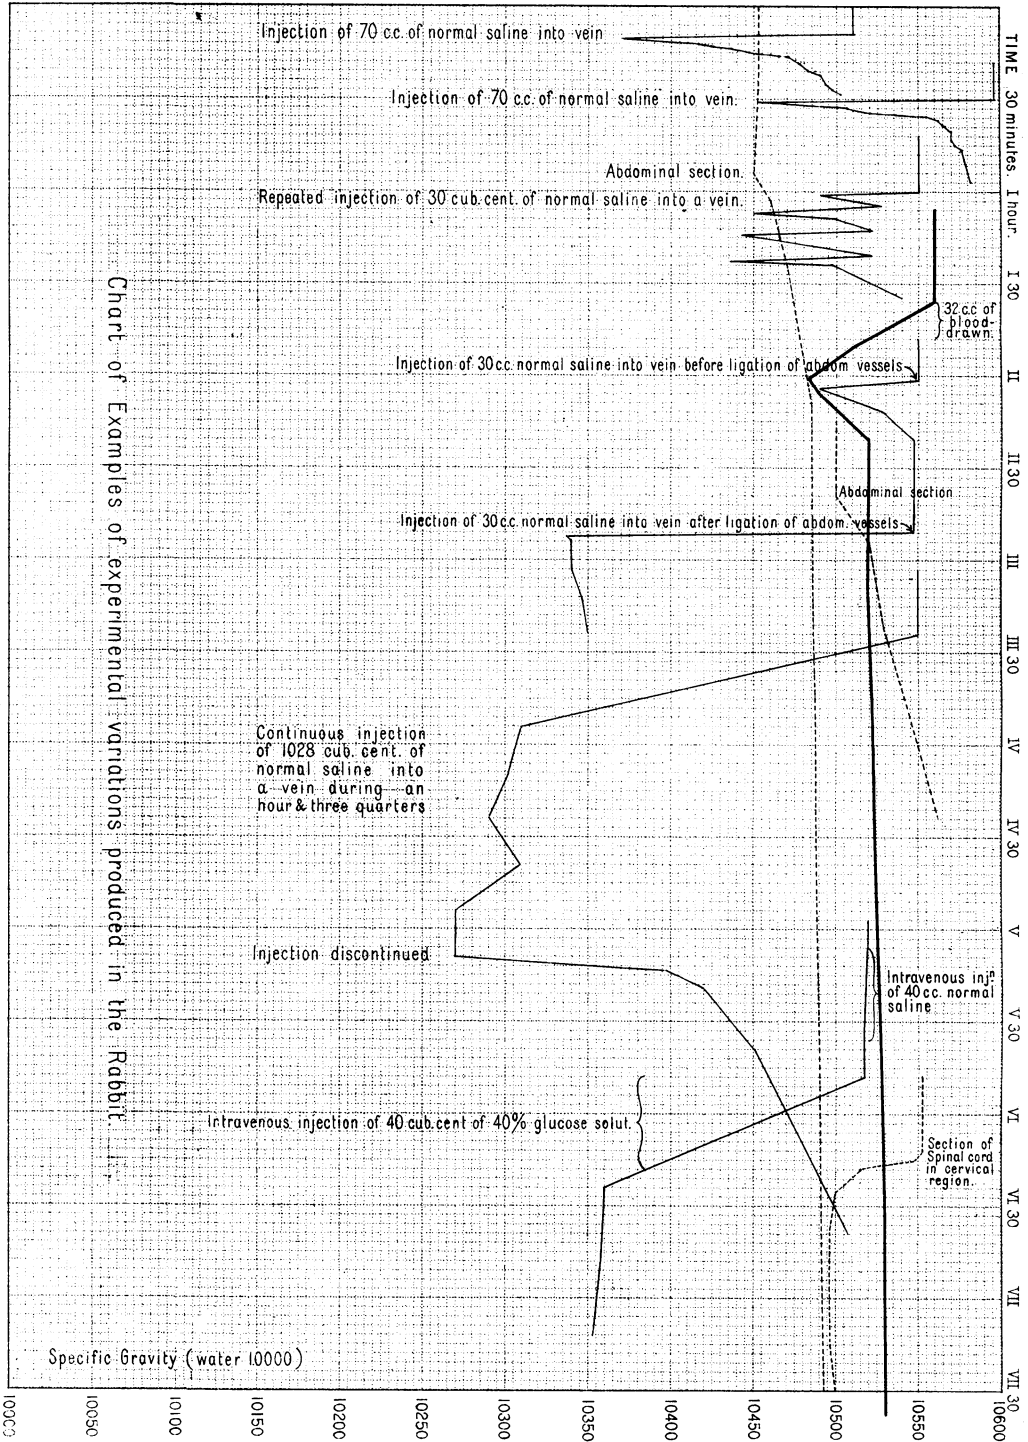 Injection of 70 c.c. of normal saline into vein
TIME
30 minutes
Injection of 70 c.c. of normal saline into vein.
Abdominal section.
Repeated injection of 30 cub. cent. of normal saline into a vein.
1 hour
I 30
32 c.c of
blood-
drawn.
Injection of 30 c.c. normal saline into vein before ligation of abdom vessels
II
II 30
Abdominal section
Injection of 30 c.c. normal saline into vein after ligation of abdom. vessels
III
III 30
Continuous injection
of 1028 cub. cent. of
normal saline into
a vein during an
hour & three quarters
IV
IV 30
Injection discontinued
V
Intravenous injⁿ
of 40 cc. normal
saline
V 30
Intravenous injection of 40 cub. cent of 40% glucose solut.
VI
Section of
Spinal cord
in cervical
region.
VI 30
VII
VII 30
Chart of Examples of experimental variations produced in the Rabbit.
Specific Gravity (water 10000)
10000
10050
10100
10150
10200
10250
10300
10350
10400
10450
10500
10550
10600